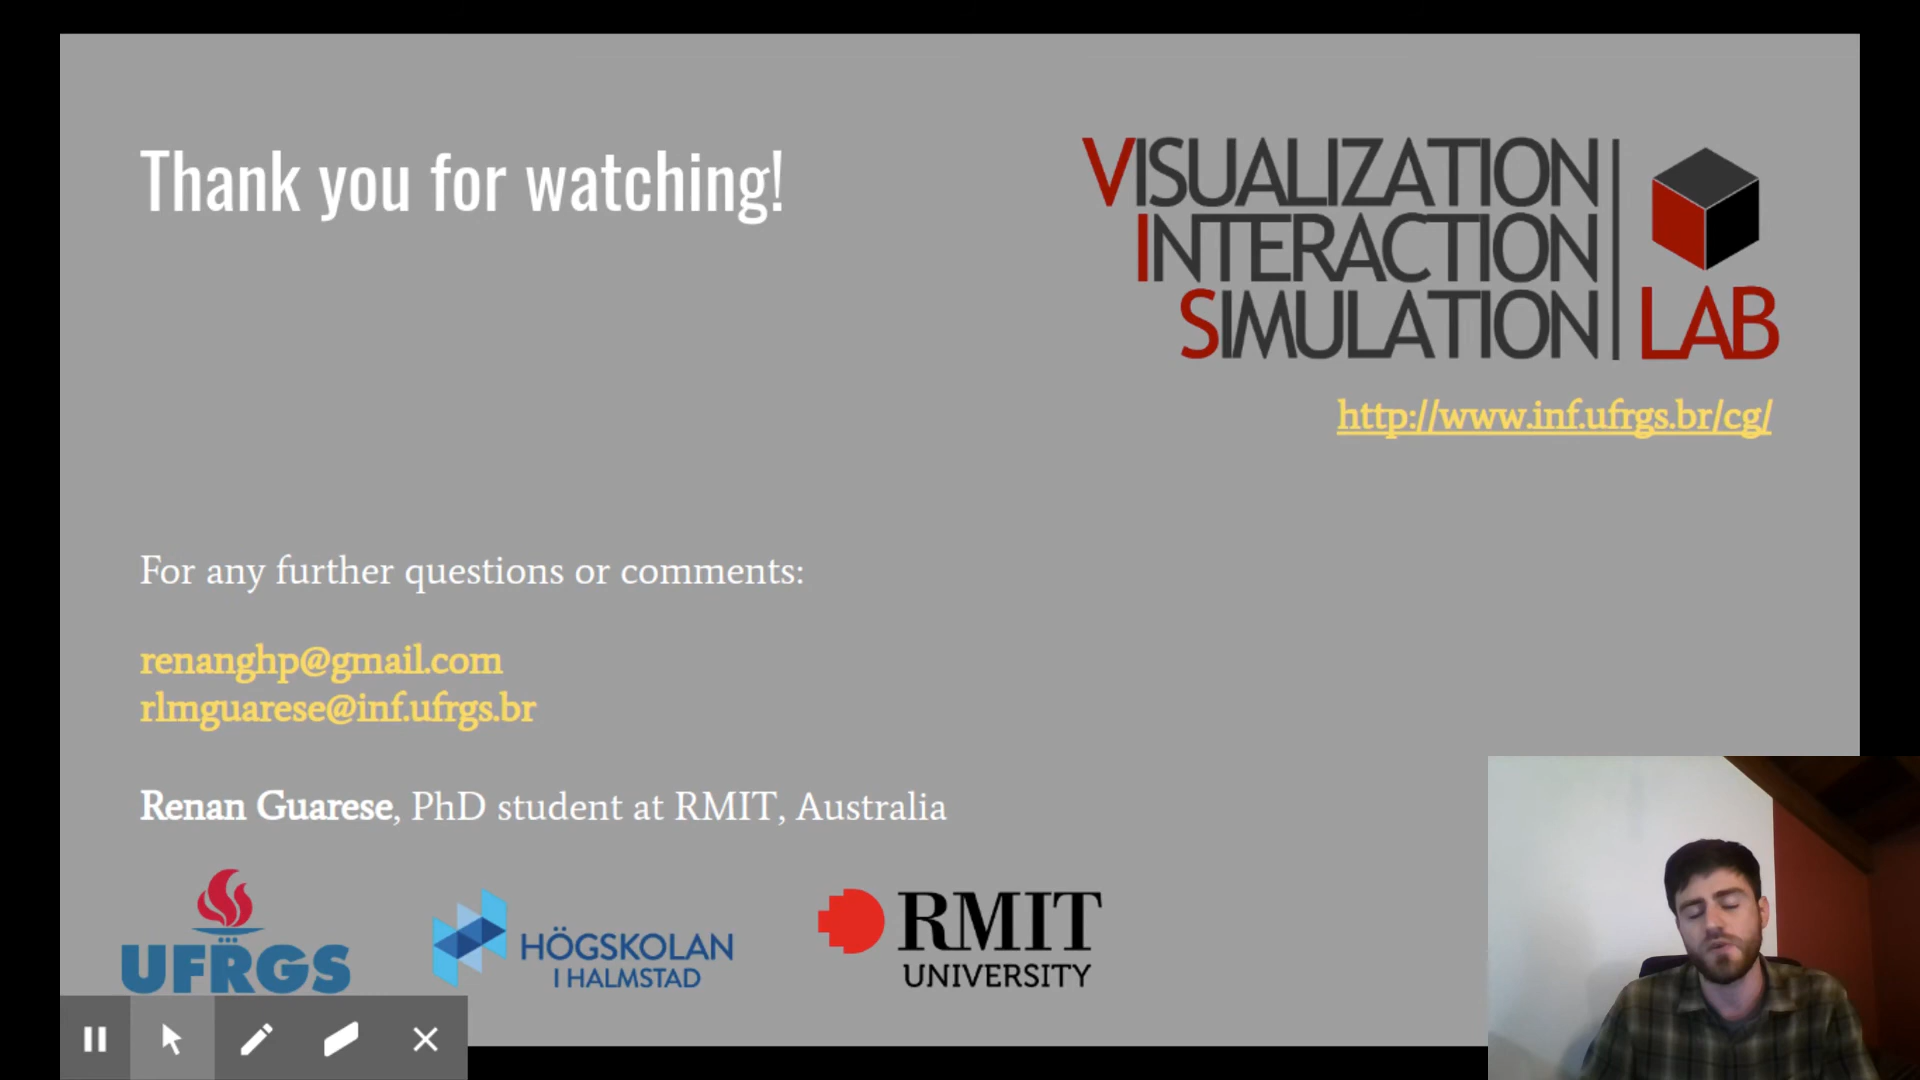 Thank you for watching!
VISUALIZATION
INTERACTION
SIMULATION
LAB
http://www.inf.ufrgs.br/cg/
For any further questions or comments:
renanghp@gmail.com
rlmguarese@inf.ufrgs.br
Renan Guarese, PhD student at RMIT, Australia
UFRGS
HÖGSKOLAN
I HALMSTAD
RMIT
UNIVERSITY